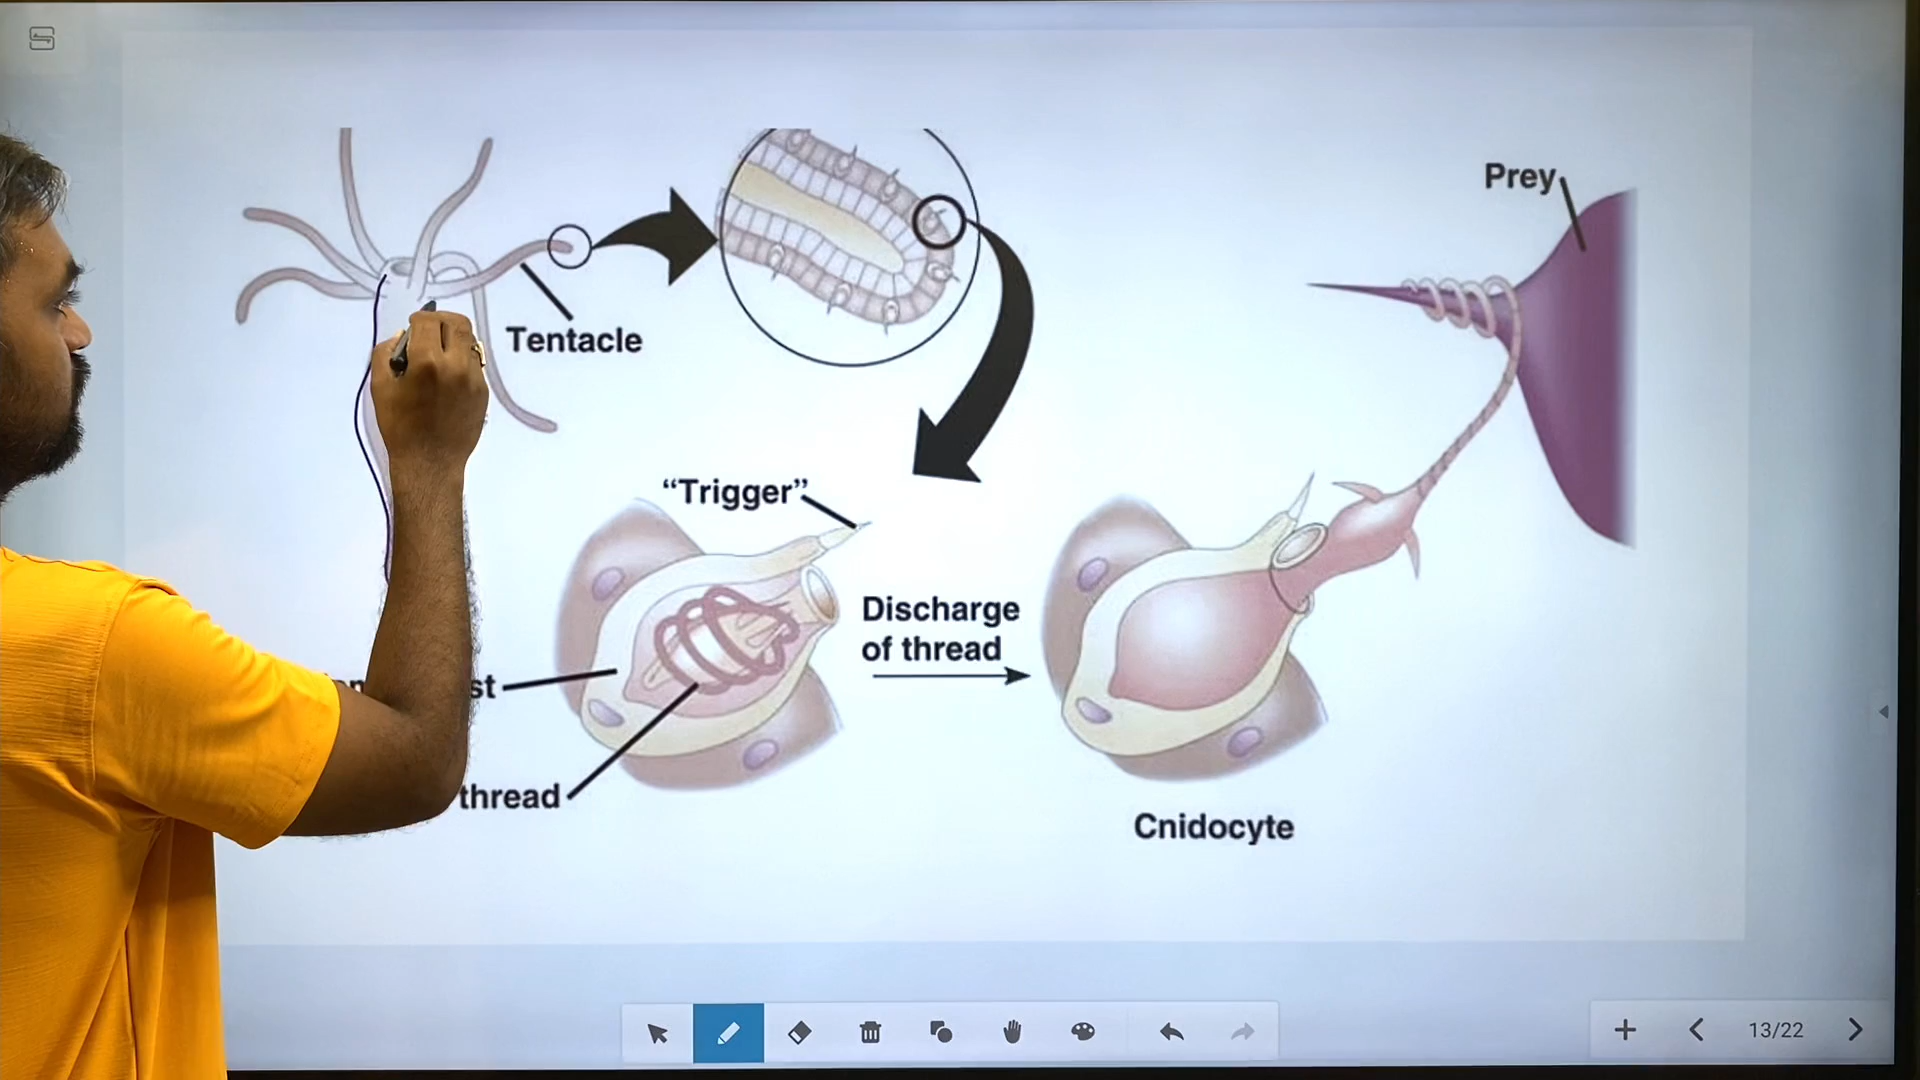 Prey
Tentacle
“Trigger”
Discharge
of thread
st
thread
Cnidocyte
13/22